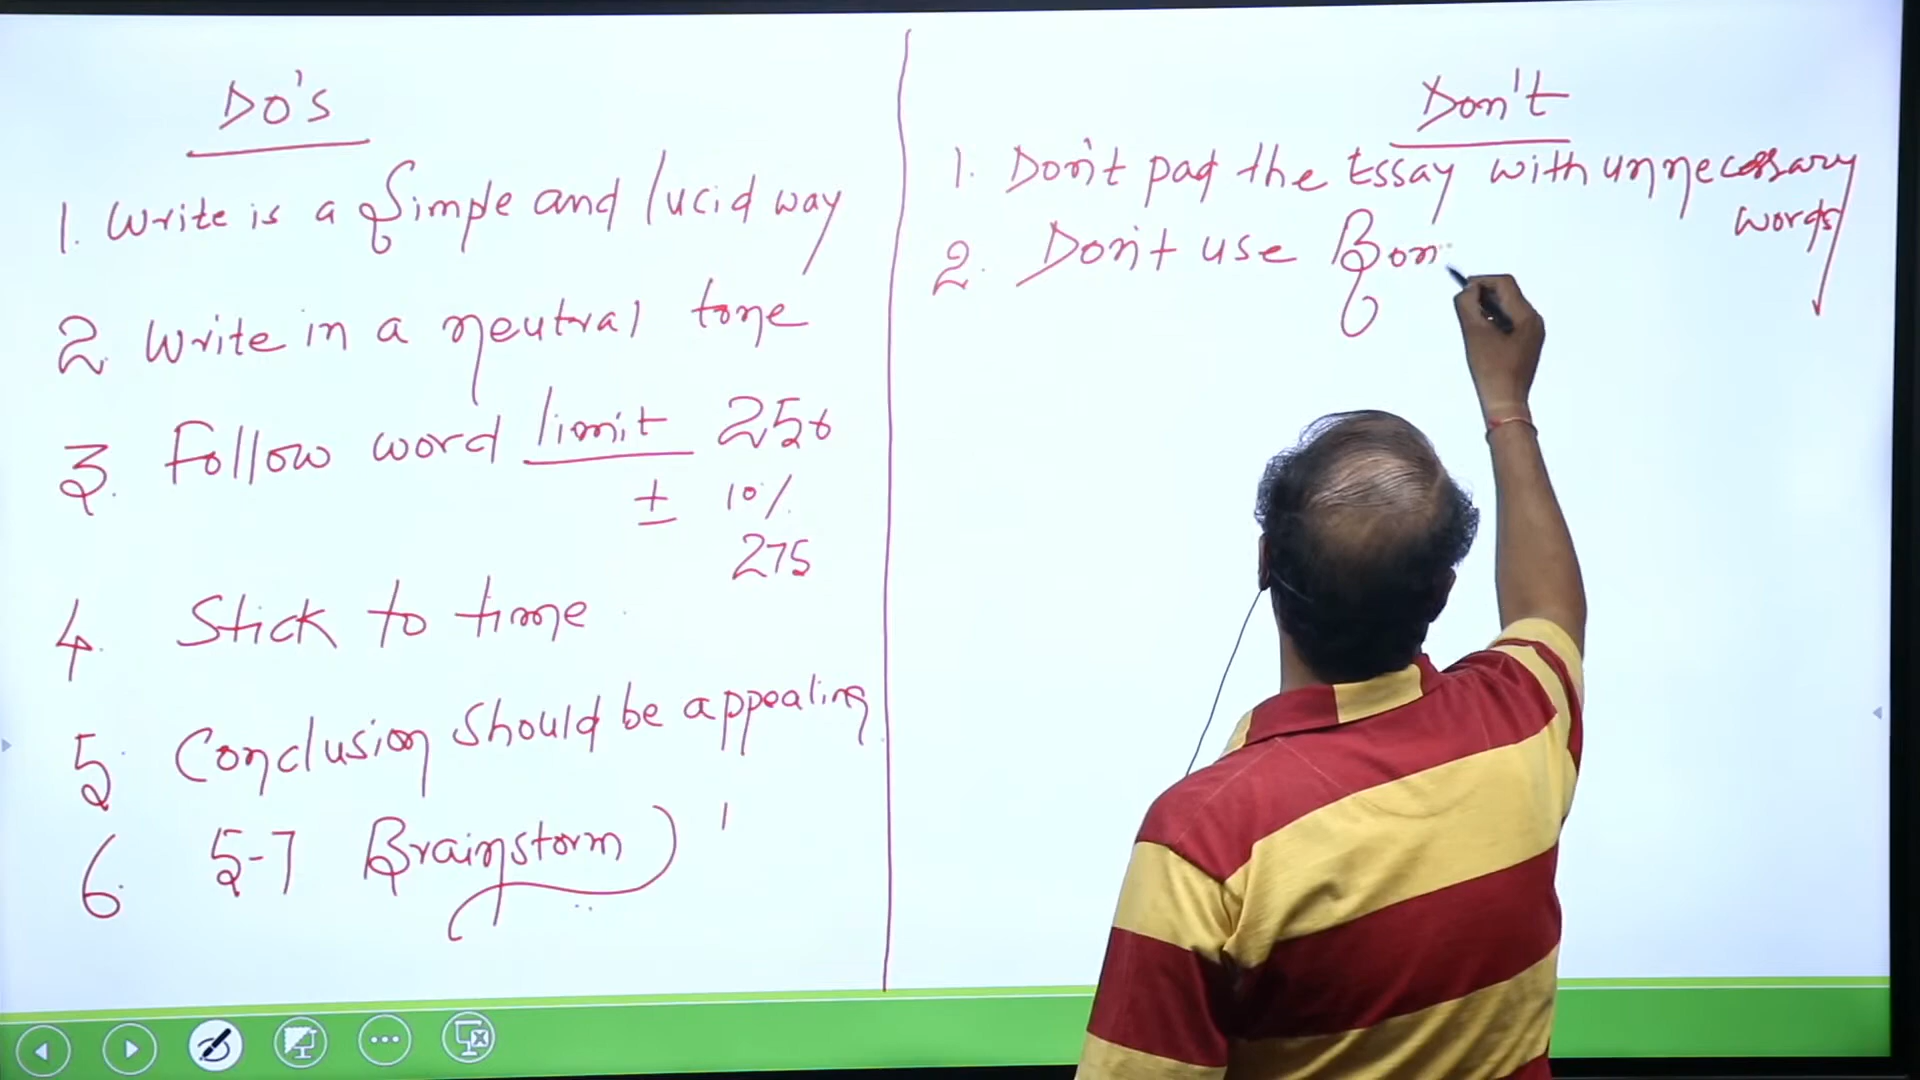 Do's
1. Write is a Simple and lucid way
2. Write in a neutral tone
3. Follow word limit 250
± 10%
275
4. Stick to time
5. Conclusion should be appealing
6. 5-7 Brainstorm
Don't
1. Don't pad the Essay with unnecessary
words
2. Don't use Bom